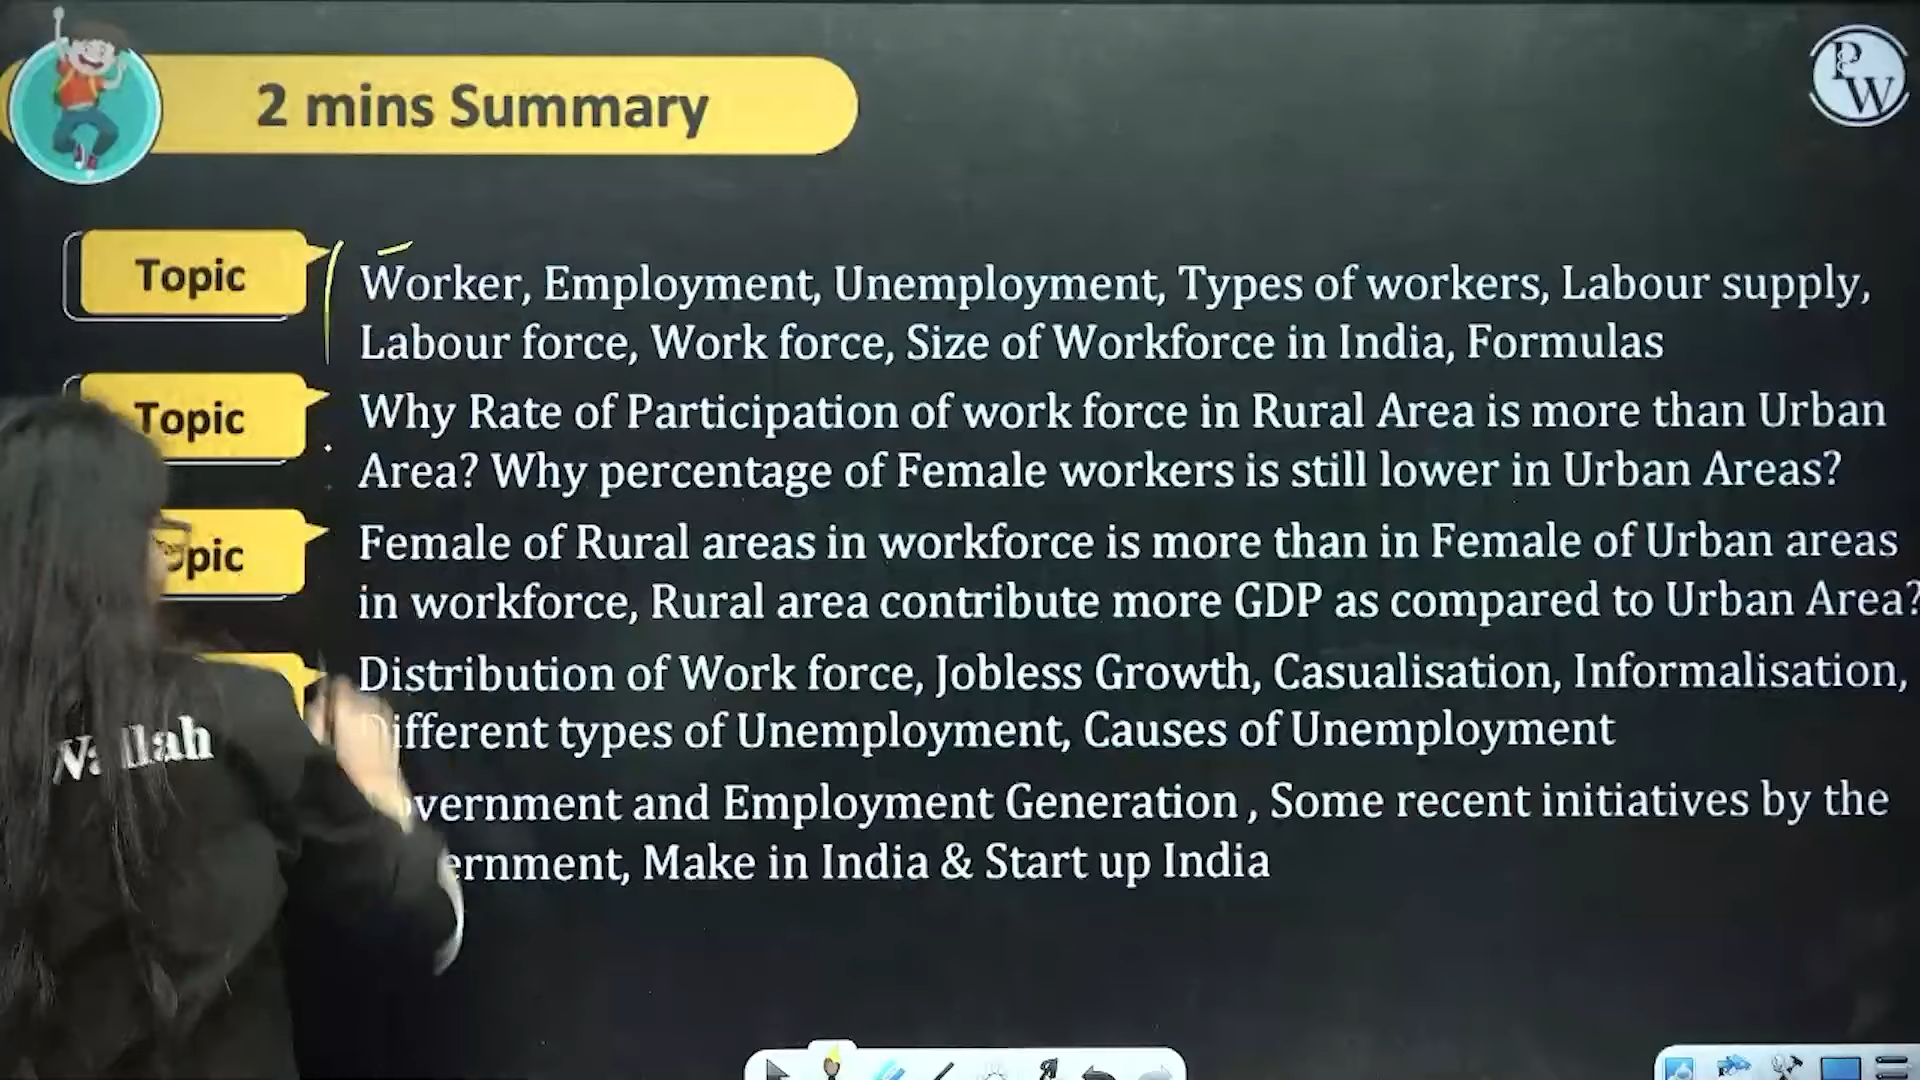 2 mins Summary
PW
Topic
Worker, Employment, Unemployment, Types of workers, Labour supply,
Labour force, Work force, Size of Workforce in India, Formulas
Topic
Why Rate of Participation of work force in Rural Area is more than Urban
Area? Why percentage of Female workers is still lower in Urban Areas?
Female of Rural areas in workforce is more than in Female of Urban areas
in workforce, Rural area contribute more GDP as compared to Urban Area?
Distribution of Work force, Jobless Growth, Casualisation, Informalisation,
Different types of Unemployment, Causes of Unemployment
and Employment Generation , Some recent initiatives by the
Make in India & Start up India